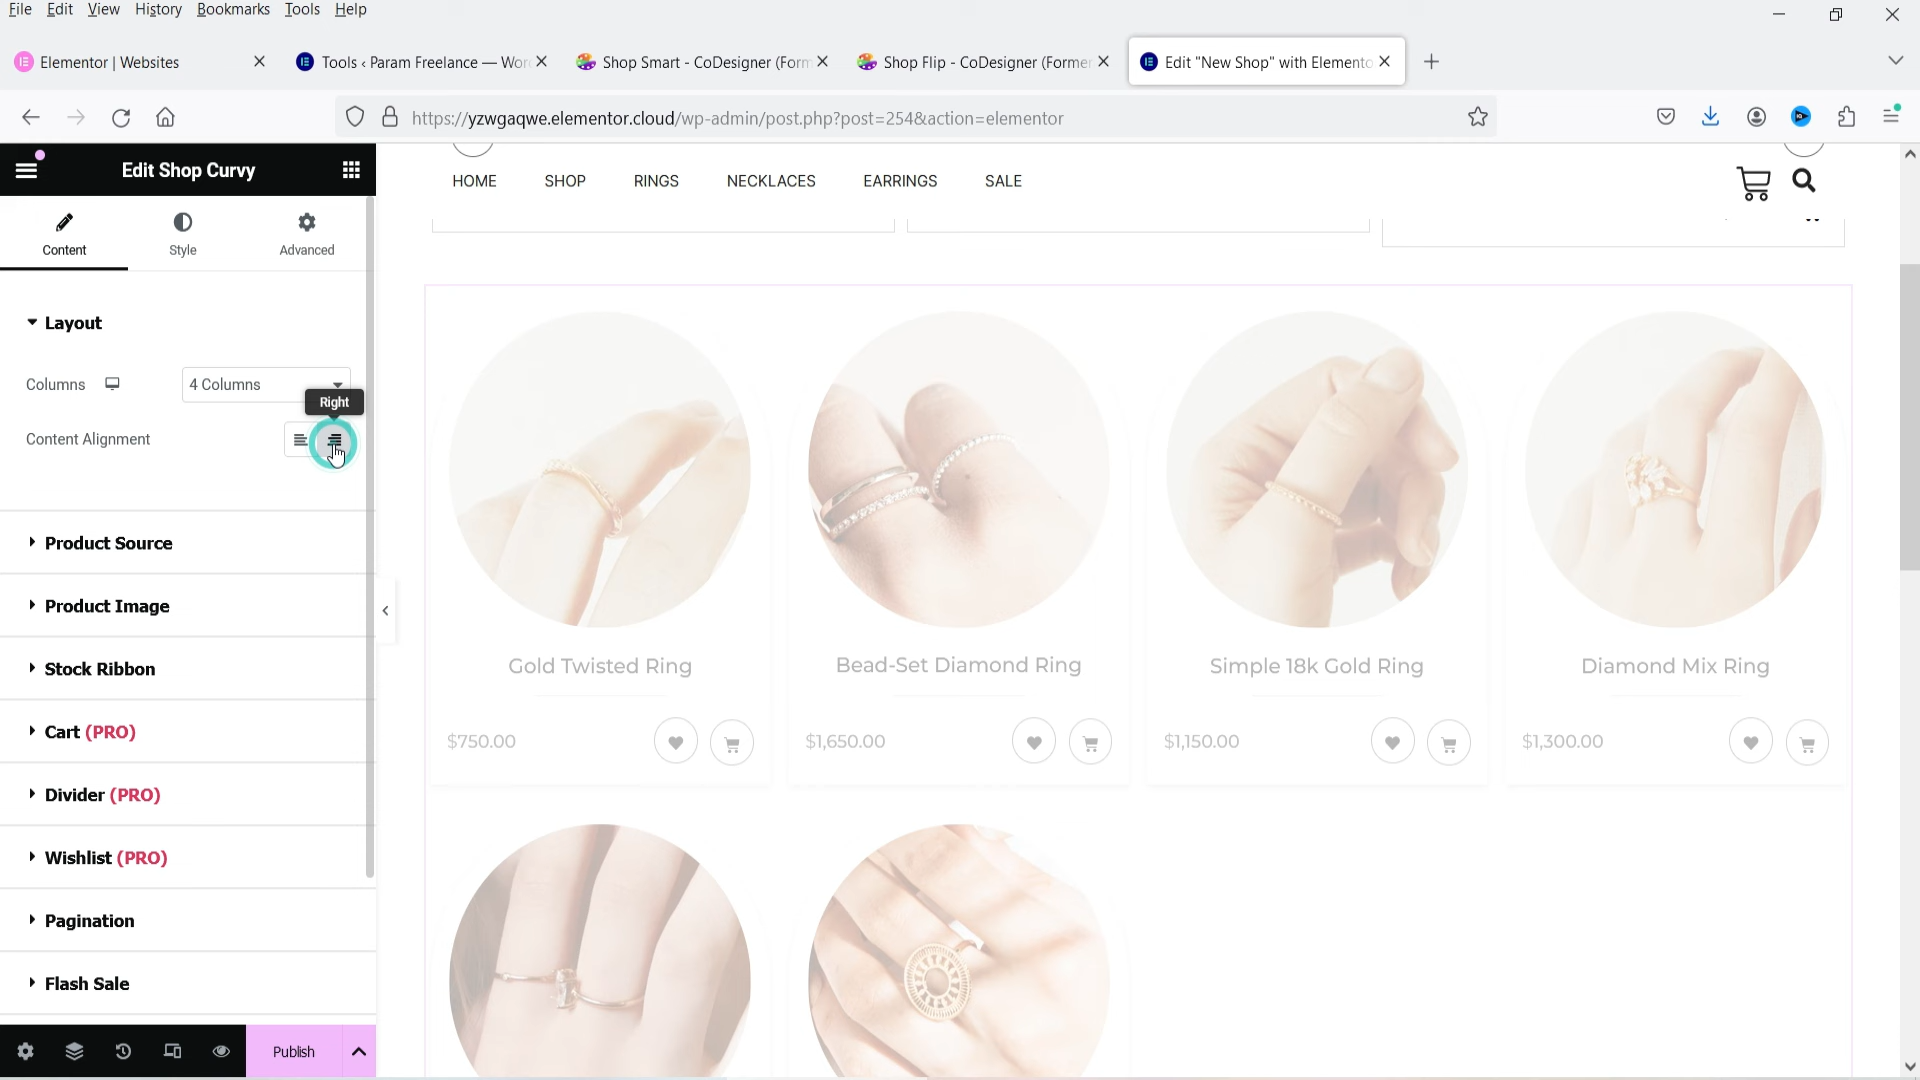 File Edit View History Bookmarks Tools Help
Elementor | Websites
Tools ‹ Param Freelance — Wor
Shop Smart - CoDesigner (Form
Shop Flip - CoDesigner (Former
Edit "New Shop" with Elemento
https://yzwgaqwe.elementor.cloud/wp-admin/post.php?post=254&action=elementor
Edit Shop Curvy
HOME SHOP RINGS NECKLACES EARRINGS SALE
Content Style Advanced
Layout
Columns 4 Columns
Right
Content Alignment
Product Source
Product Image
Stock Ribbon
Cart (PRO)
Divider (PRO)
Wishlist (PRO)
Pagination
Flash Sale
Publish
Gold Twisted Ring Bead-Set Diamond Ring Simple 18k Gold Ring Diamond Mix Ring
$750.00 $1,650.00 $1,150.00 $1,300.00